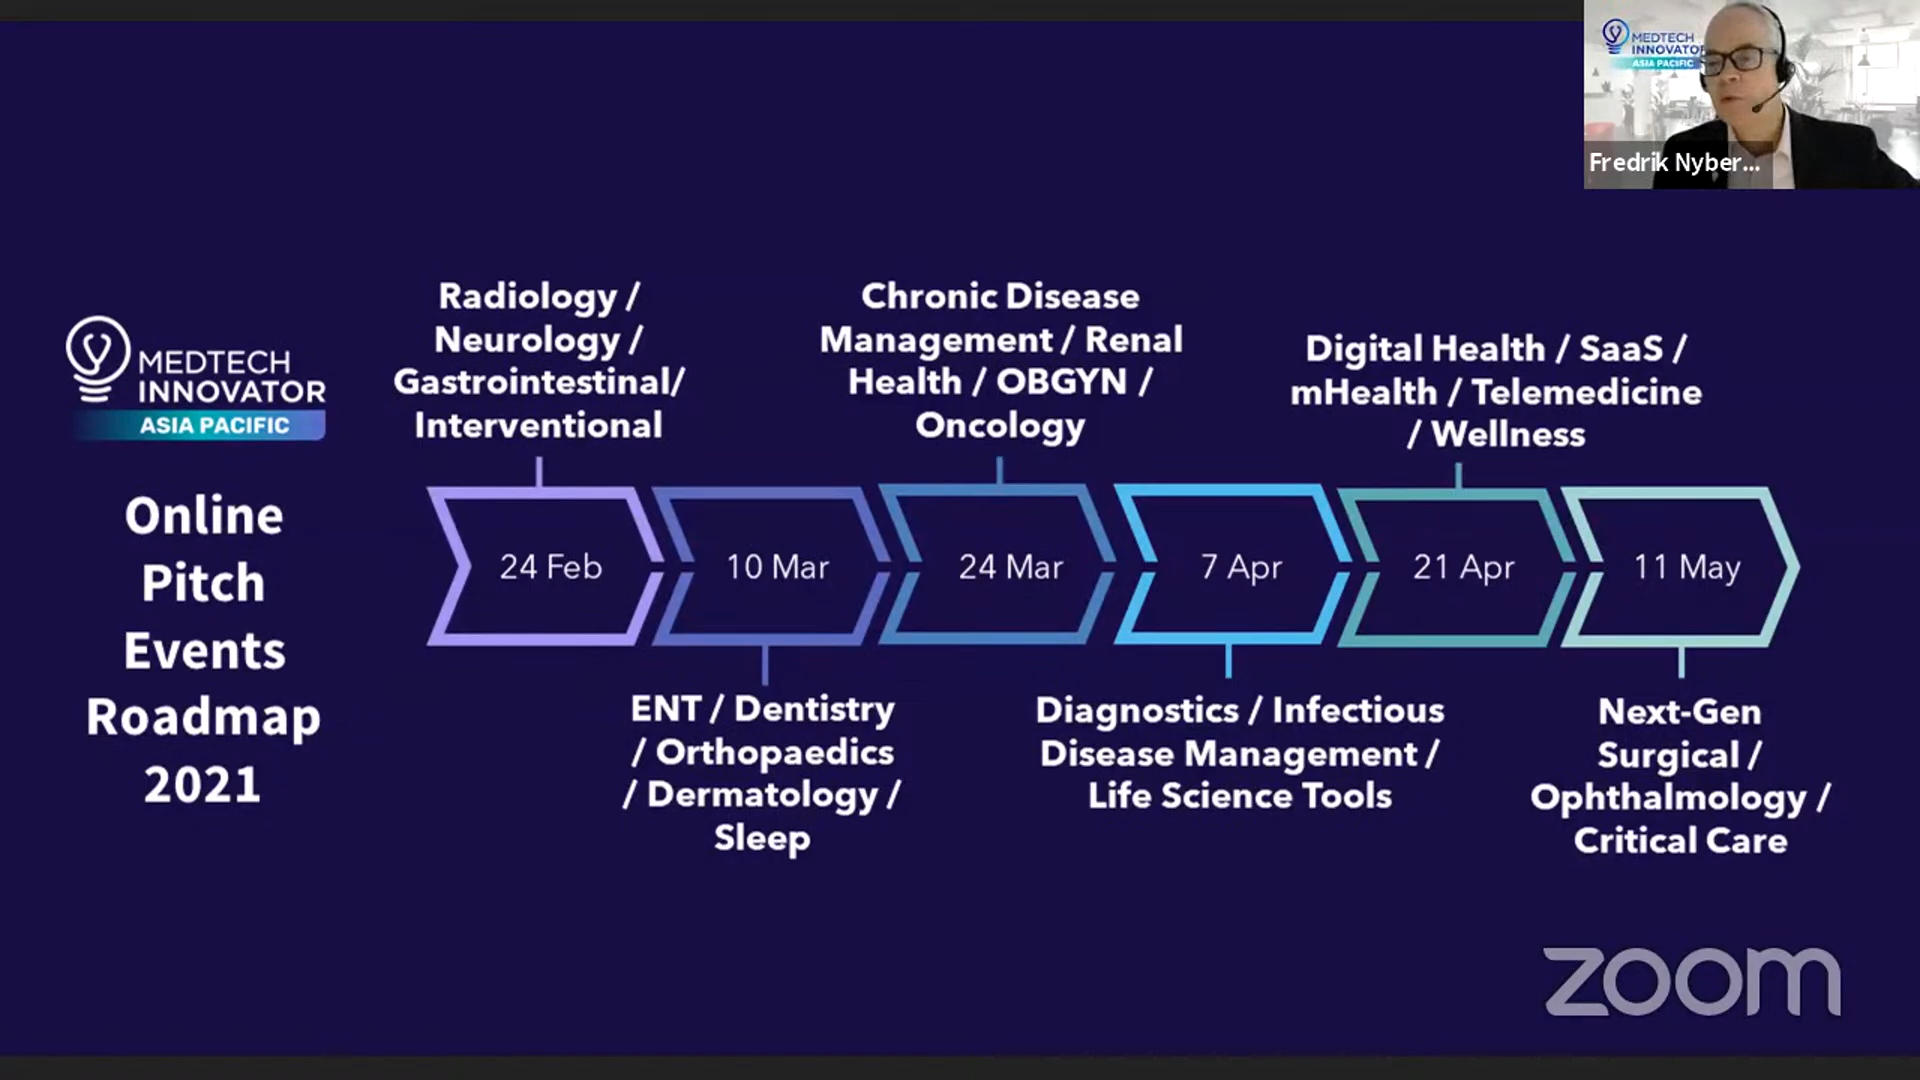 MEDTECH
INNOVATOR
ASIA PACIFIC
Fredrik Nyber...
MEDTECH
INNOVATOR
ASIA PACIFIC
Online
Pitch
Events
Roadmap
2021
Radiology /
Neurology /
Gastrointestinal/
Interventional
Chronic Disease
Management / Renal
Health / OBGYN /
Oncology
Digital Health / SaaS /
mHealth / Telemedicine
/ Wellness
24 Feb
10 Mar
24 Mar
7 Apr
21 Apr
11 May
ENT / Dentistry
/ Orthopaedics
/ Dermatology /
Sleep
Diagnostics / Infectious
Disease Management /
Life Science Tools
Next-Gen
Surgical /
Ophthalmology /
Critical Care
zoom